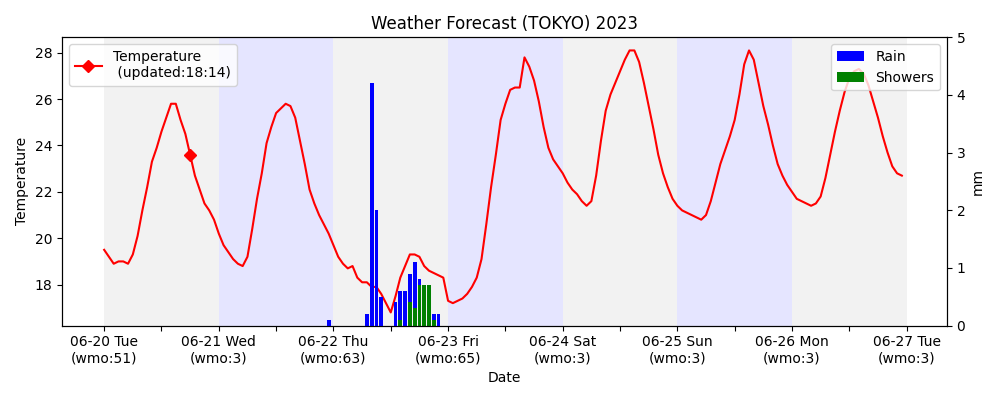 Weather Forecast (TOKYO) 2023
Temperature
(updated:18:14)
Rain
Showers
28
26
24
22
20
18
Temperature
5
4
3
2
1
0
mm
06-20 Tue
(wmo:51)
06-21 Wed
(wmo:3)
06-22 Thu
(wmo:63)
06-23 Fri
(wmo:65)
06-24 Sat
(wmo:3)
06-25 Sun
(wmo:3)
06-26 Mon
(wmo:3)
06-27 Tue
(wmo:3)
Date